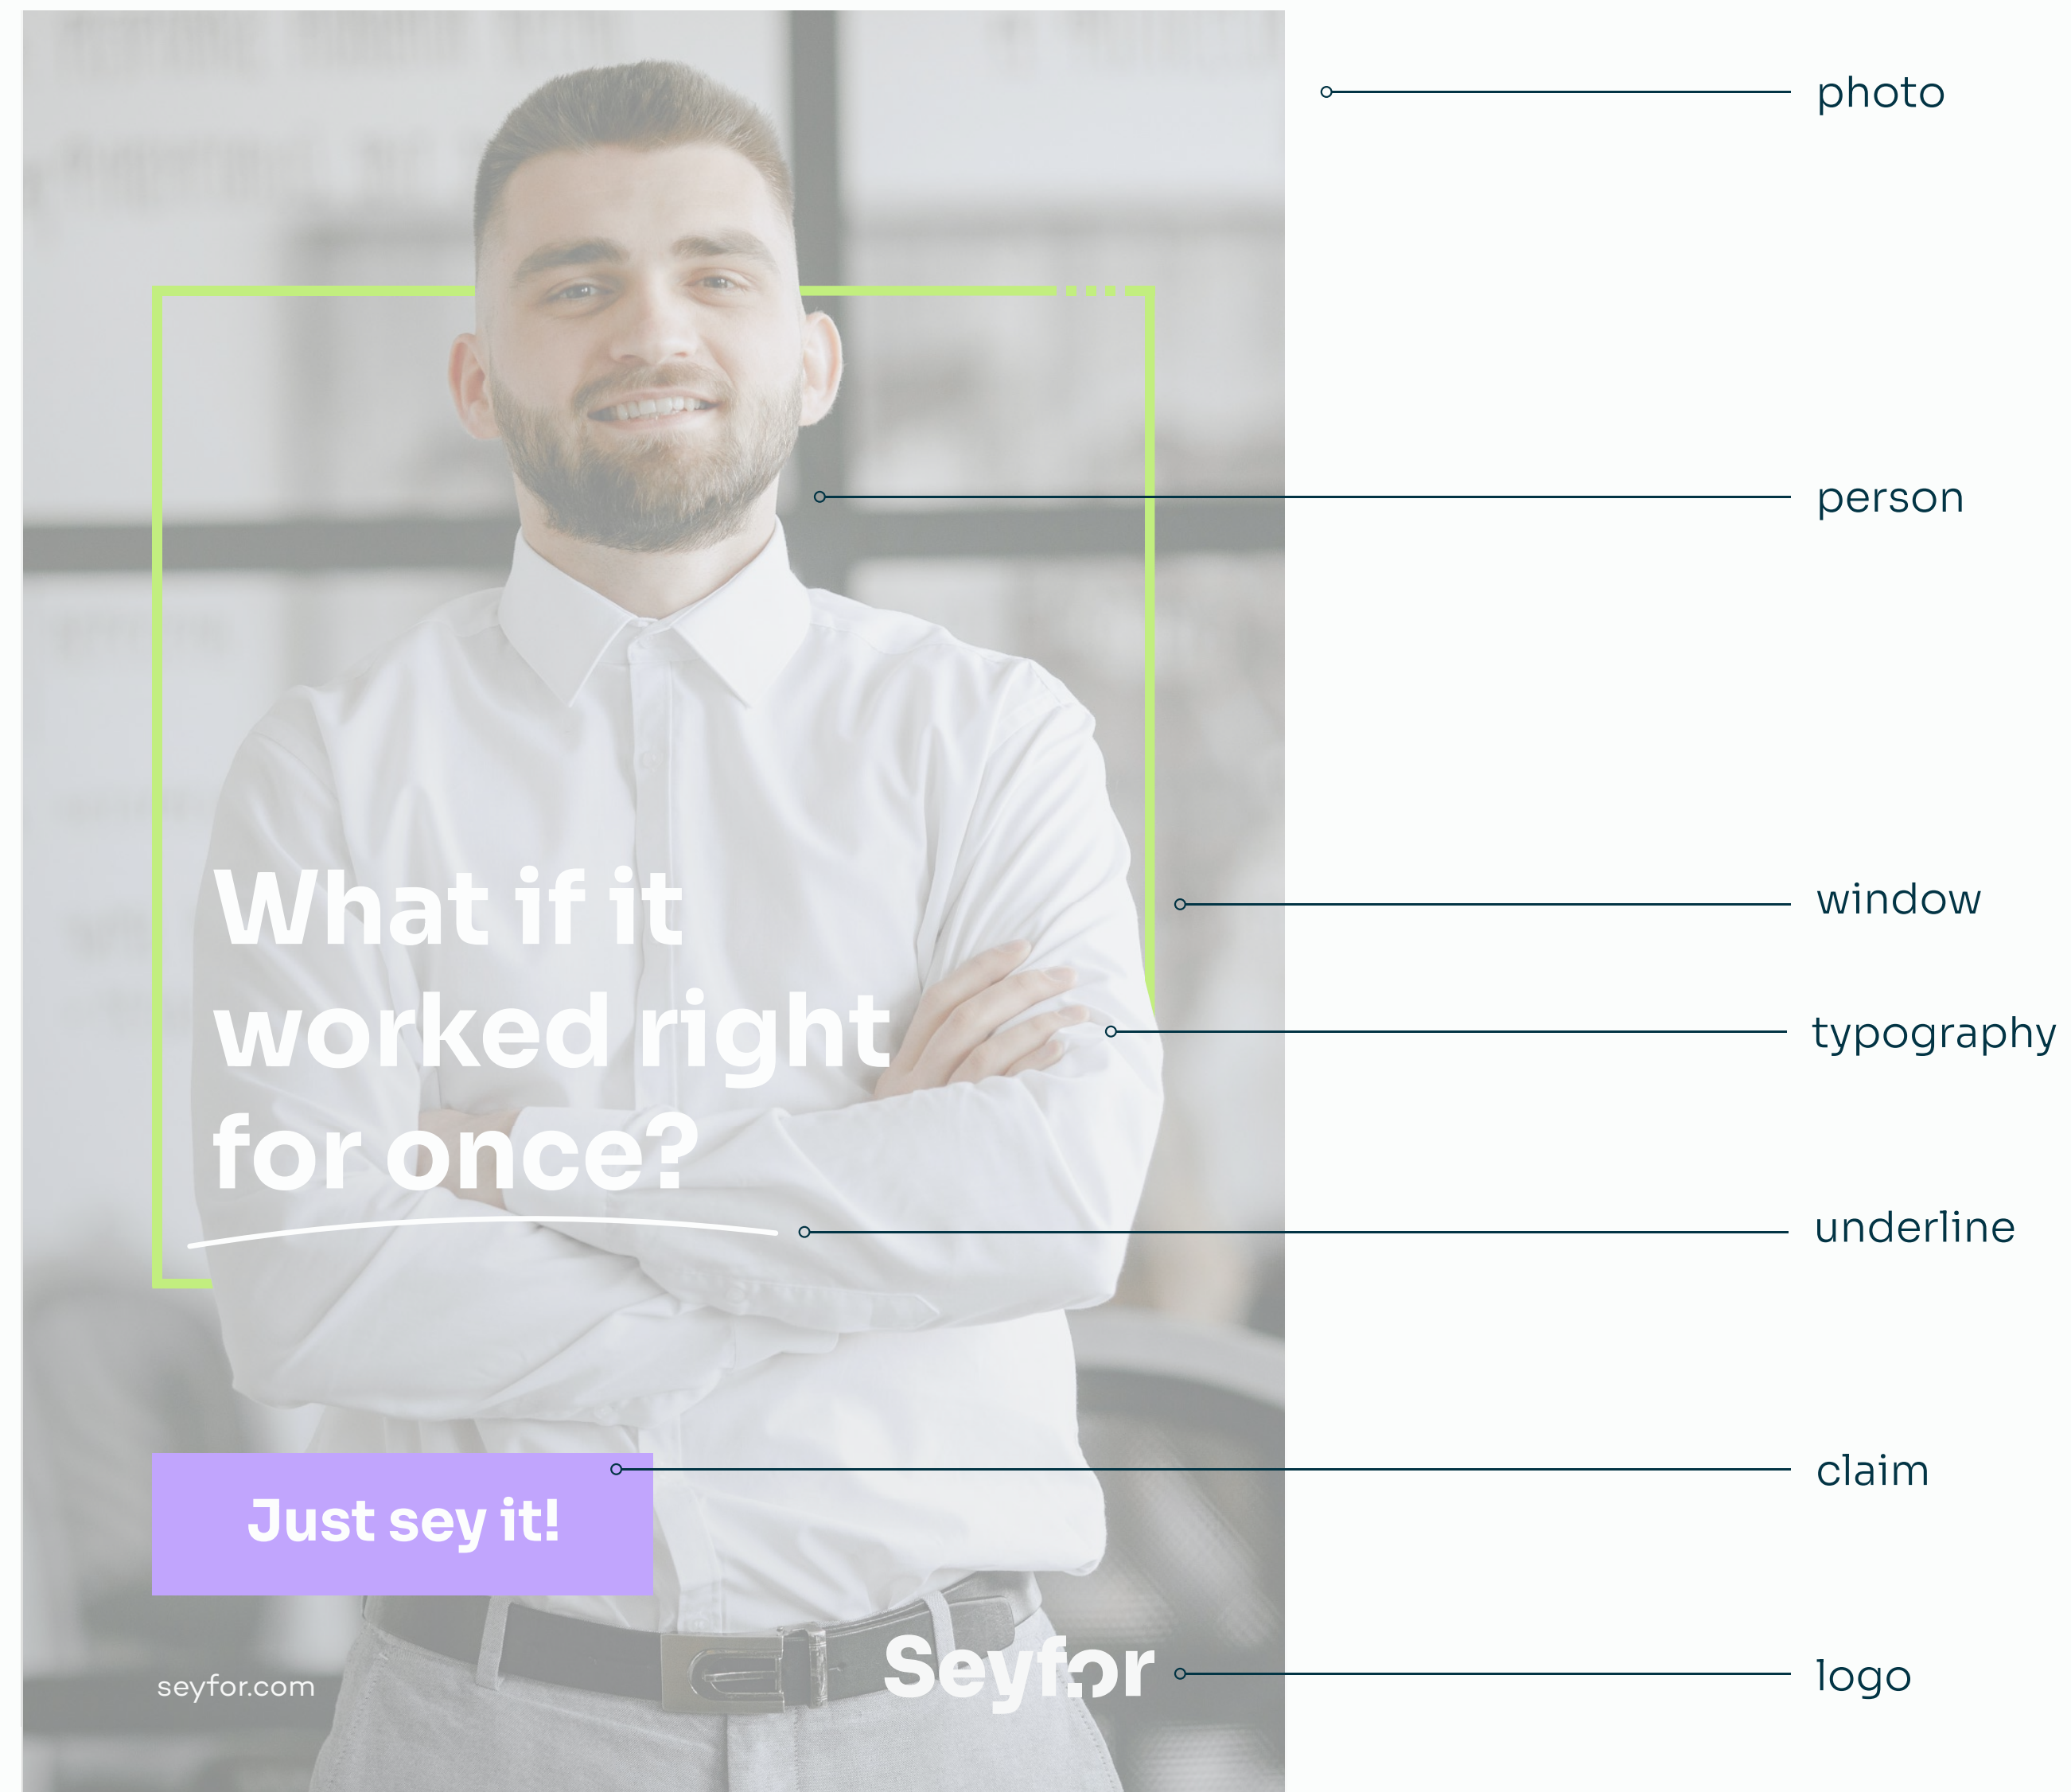 photo
person
window
What if it
worked right
for once?
typography
underline
claim
Just sey it!
seyfor.com
Seyfor
logo